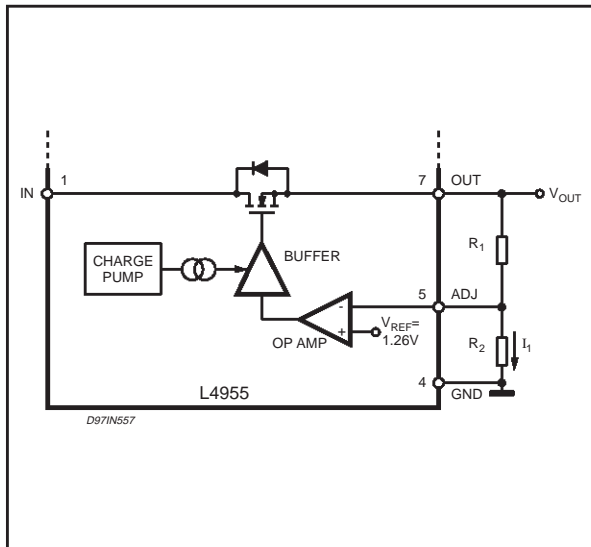 1
7
OUT
IN
V_OUT
CHARGE
PUMP
BUFFER
R_1
5
ADJ
-
V_REF=
+
1.26V
OP AMP
R_2
I_1
4
L4955
GND
D97IN557